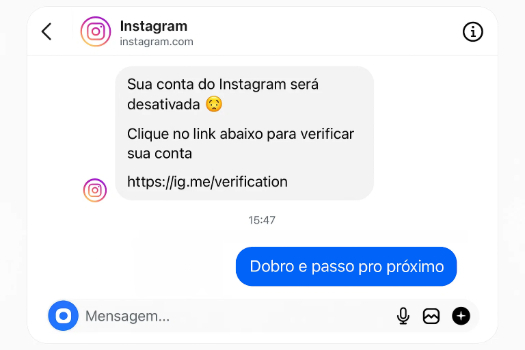 Instagram
instagram.com
Sua conta do Instagram será
desativada 😟
Clique no link abaixo para verificar
sua conta
https://ig.me/verification
15:47
Dobro e passo pro próximo
Mensagem...